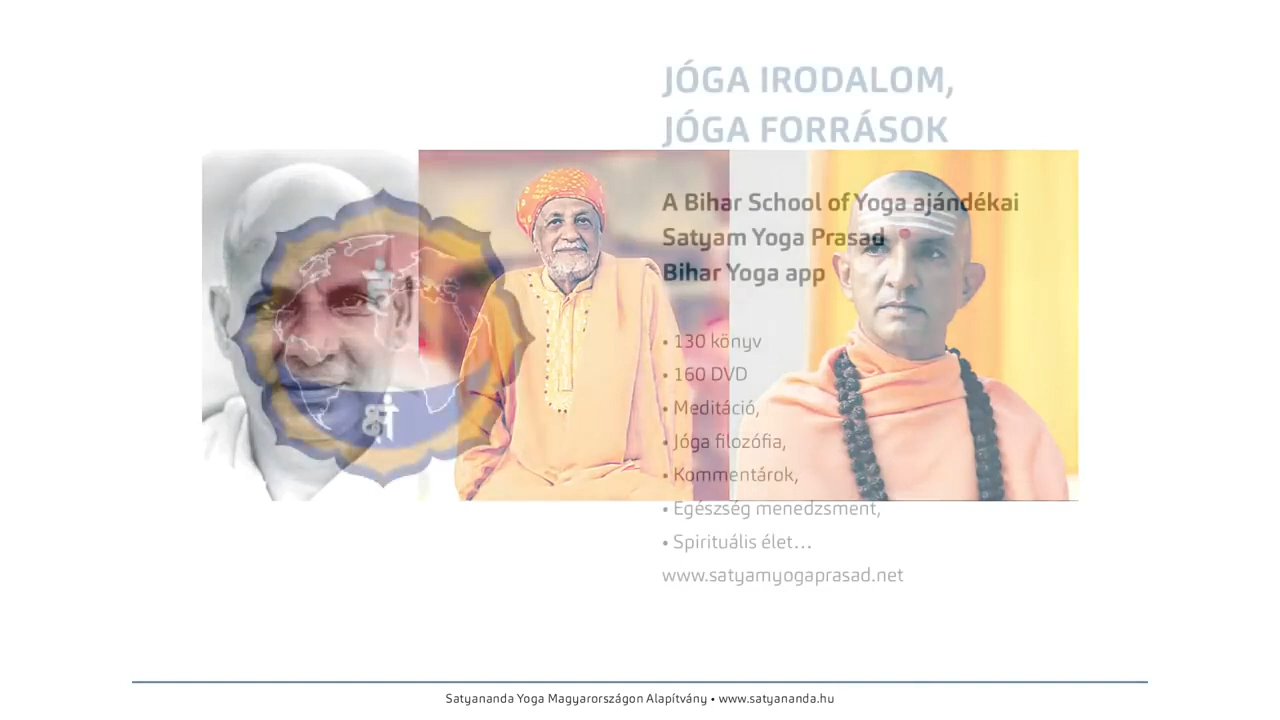 JÓGA IRODALOM,
JÓGA FORRÁSOK
A Bihar School of Yoga ajándékai
Satyam Yoga Prasad
Bihar Yoga app
• 130 könyv
• 160 DVD
• Meditáció,
• Jóga filozófia,
• Kommentárok,
• Egészség menedzsment,
• Spirituális élet...
www.satyamyogaprasad.net
Satyananda Yoga Magyarországon Alapítvány • www.satyananda.hu